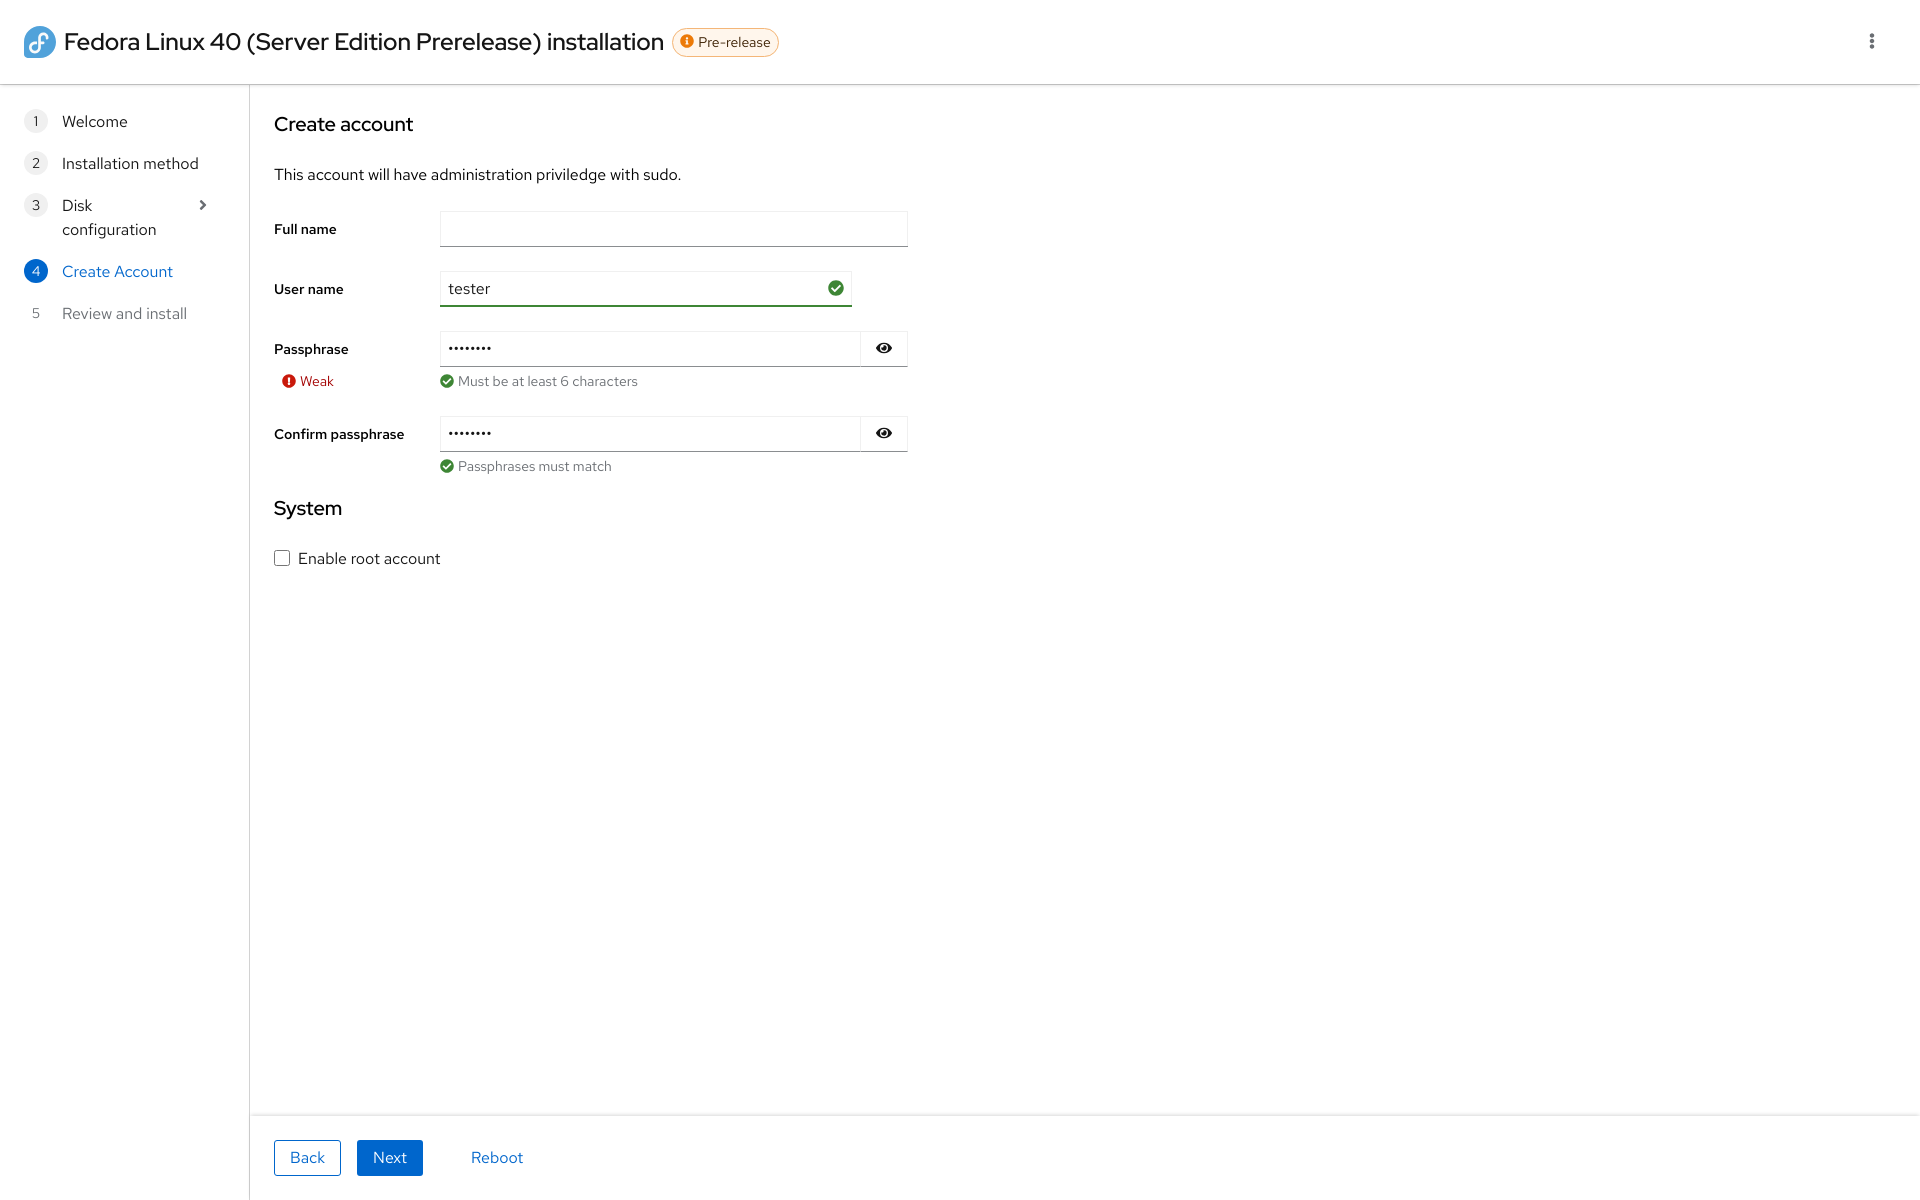 Fedora Linux 40 (Server Edition Prerelease) installation
Pre-release
1 Welcome
2 Installation method
3 Disk
configuration
4 Create Account
5 Review and install
Create account
This account will have administration priviledge with sudo.
Full name
User name
tester
Passphrase
••••••••
Weak
Must be at least 6 characters
Confirm passphrase
••••••••
Passphrases must match
System
Enable root account
Back
Next
Reboot